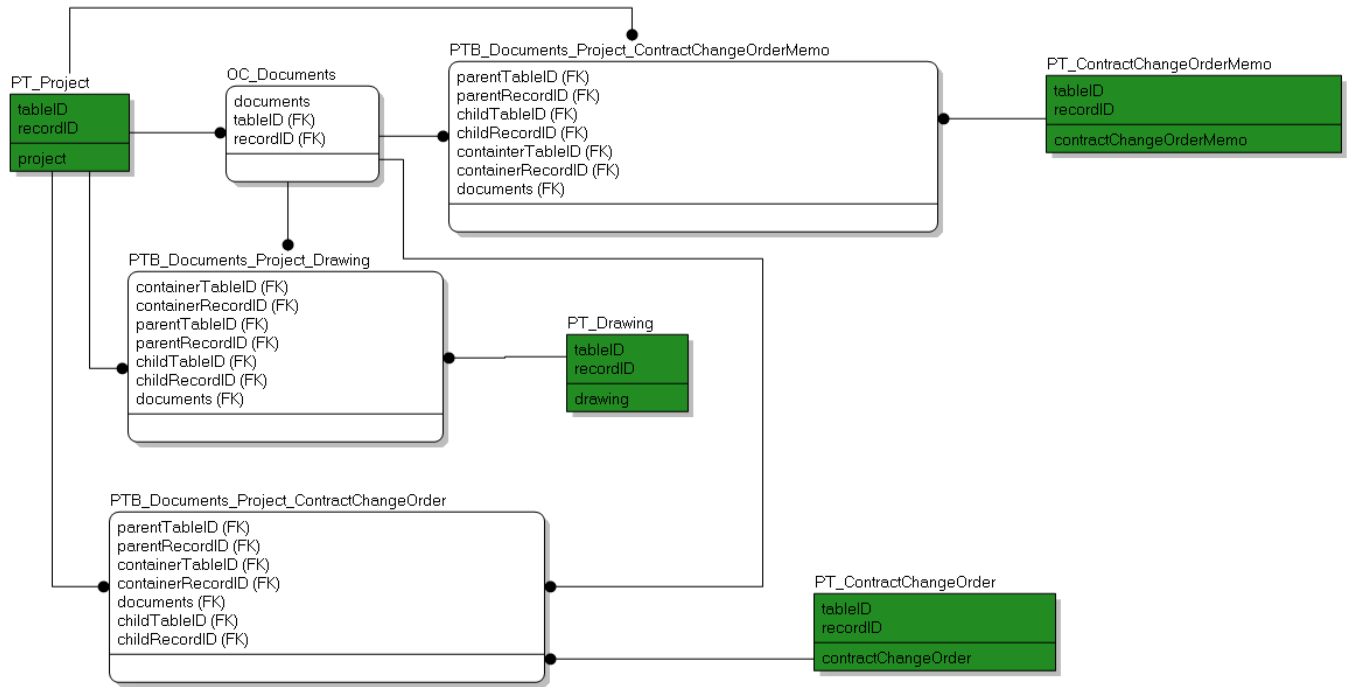 PTB_Documents_Project_ContractChangeOrderMemo
parentTableID (FK)
parentRecordID (FK)
childTableID (FK)
childRecordID (FK)
containterTableID (FK)
containerRecordID (FK)
documents (FK)
PT_Project
tableID
recordID
project
OC_Documents
documents
tableID (FK)
recordID (FK)
PT_ContractChangeOrderMemo
tableID
recordID
contractChangeOrderMemo
PTB_Documents_Project_Drawing
containerTableID (FK)
containerRecordID (FK)
parentTableID (FK)
parentRecordID (FK)
childTableID (FK)
childRecordID (FK)
documents (FK)
PT_Drawing
tableID
recordID
drawing
PTB_Documents_Project_ContractChangeOrder
parentTableID (FK)
parentRecordID (FK)
containerTableID (FK)
containerRecordID (FK)
documents (FK)
childTableID (FK)
childRecordID (FK)
PT_ContractChangeOrder
tableID
recordID
contractChangeOrder